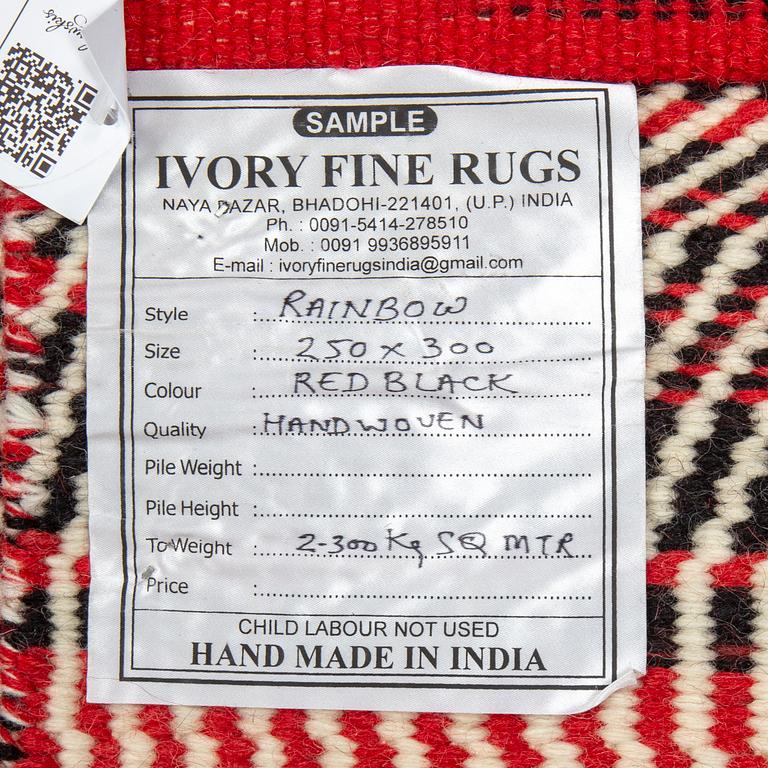 SAMPLE
IVORY FINE RUGS
NAYA BAZAR, BHADOHI-221401, (U.P.) INDIA
Ph. : 0091-5414-278510
Mob. : 0091 9936895911
E-mail : ivoryfinerugsindia@gmail.com
Style : RAINBOW
Size : 250 x 300
Colour : RED BLACK
Quality : HANDWOVEN
Pile Weight :
Pile Height :
To Weight : 2-300 Kg SQ MTR
Price :
CHILD LABOUR NOT USED
HAND MADE IN INDIA